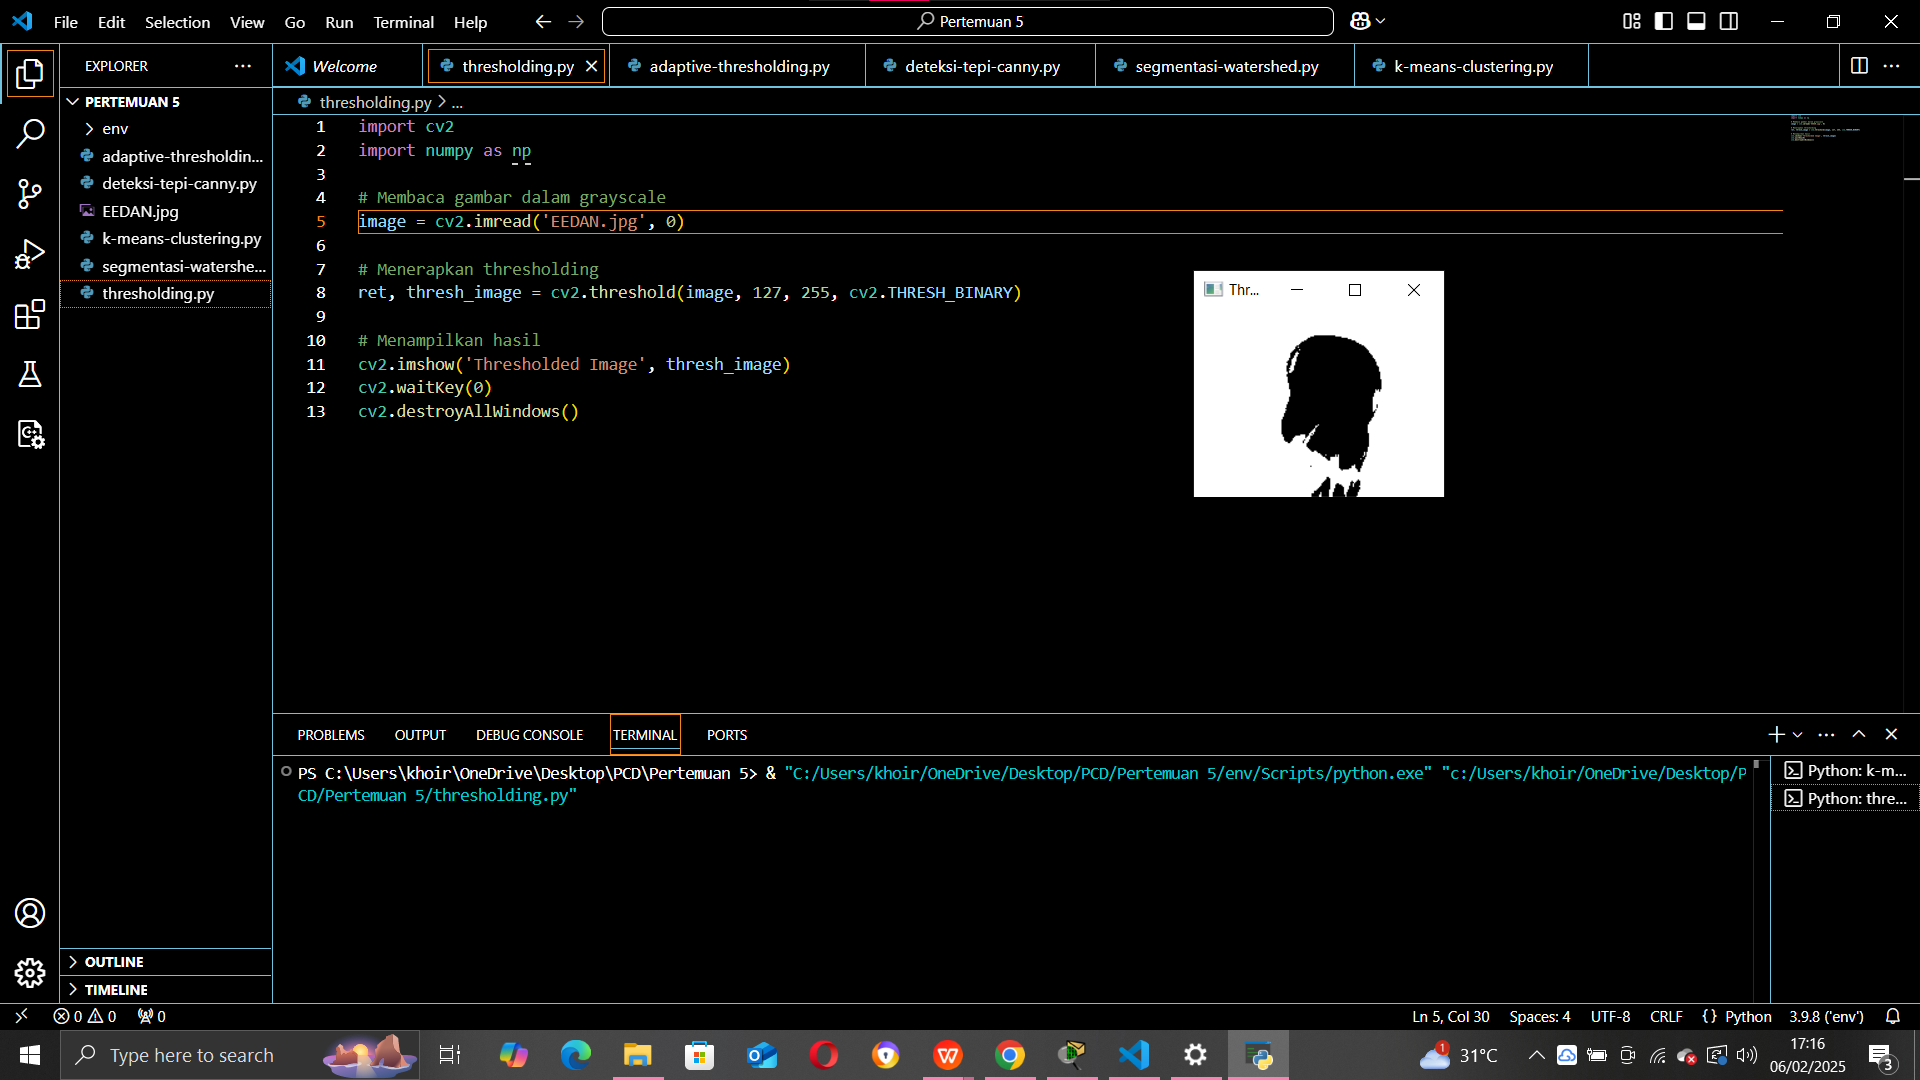 File Edit Selection View Go Run Terminal Help
Pertemuan 5
EXPLORER
PERTEMUAN 5
env
adaptive-thresholdin...
deteksi-tepi-canny.py
EEDAN.jpg
k-means-clustering.py
segmentasi-watershe...
thresholding.py
OUTLINE
TIMELINE
Welcome thresholding.py adaptive-thresholding.py deteksi-tepi-canny.py segmentasi-watershed.py k-means-clustering.py
thresholding.py > ...
1 import cv2
2 import numpy as np
3
4 # Membaca gambar dalam grayscale
5 image = cv2.imread('EEDAN.jpg', 0)
6
7 # Menerapkan thresholding
8 ret, thresh_image = cv2.threshold(image, 127, 255, cv2.THRESH_BINARY)
9
10 # Menampilkan hasil
11 cv2.imshow('Thresholded Image', thresh_image)
12 cv2.waitKey(0)
13 cv2.destroyAllWindows()
Thr...
PROBLEMS OUTPUT DEBUG CONSOLE TERMINAL PORTS
PS C:\Users\khoir\OneDrive\Desktop\PCD\Pertemuan 5> & "C:/Users/khoir/OneDrive/Desktop/PCD/Pertemuan 5/env/Scripts/python.exe" "c:/Users/khoir/OneDrive/Desktop/P
CD/Pertemuan 5/thresholding.py"
Python: k-m...
Python: thre...
0 0 0 Ln 5, Col 30 Spaces: 4 UTF-8 CRLF {} Python 3.9.8 ('env')
Type here to search
1 31°C
17:16
06/02/2025
3